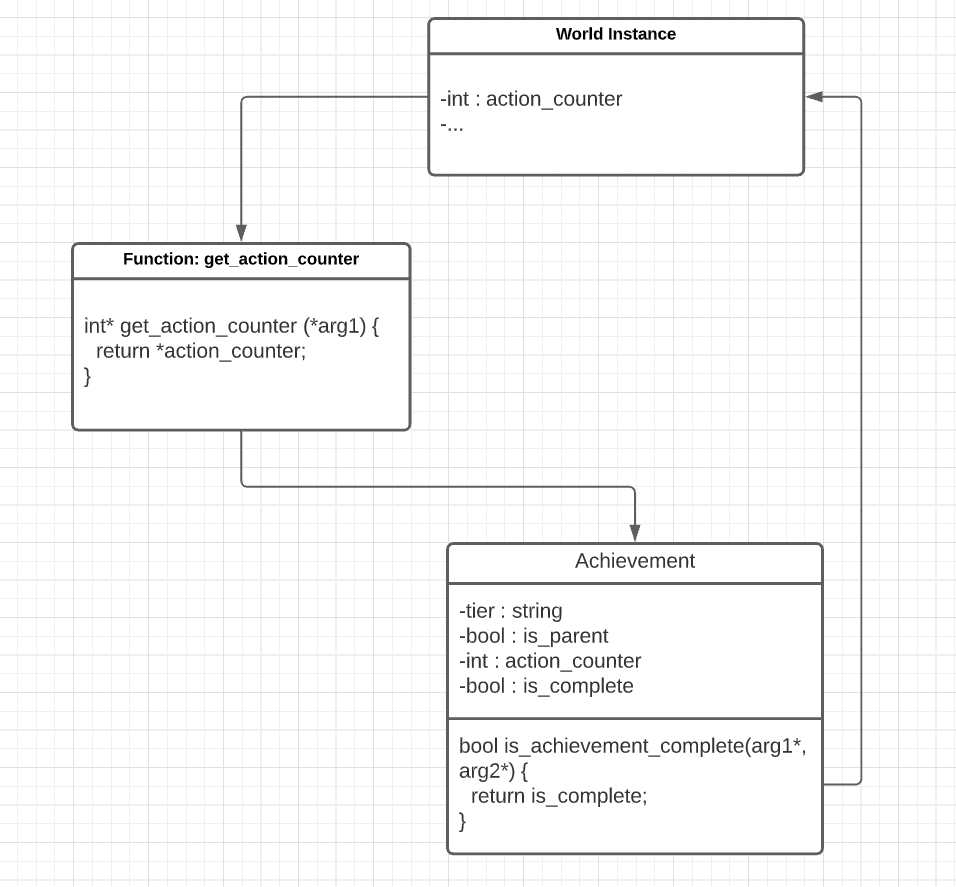 World Instance
-int : action_counter
-...
Function: get_action_counter
int* get_action_counter (*arg1) {
return *action_counter;
}
Achievement
-tier : string
-bool : is_parent
-int : action_counter
-bool : is_complete
bool is_achievement_complete(arg1*,
arg2*) {
return is_complete;
}